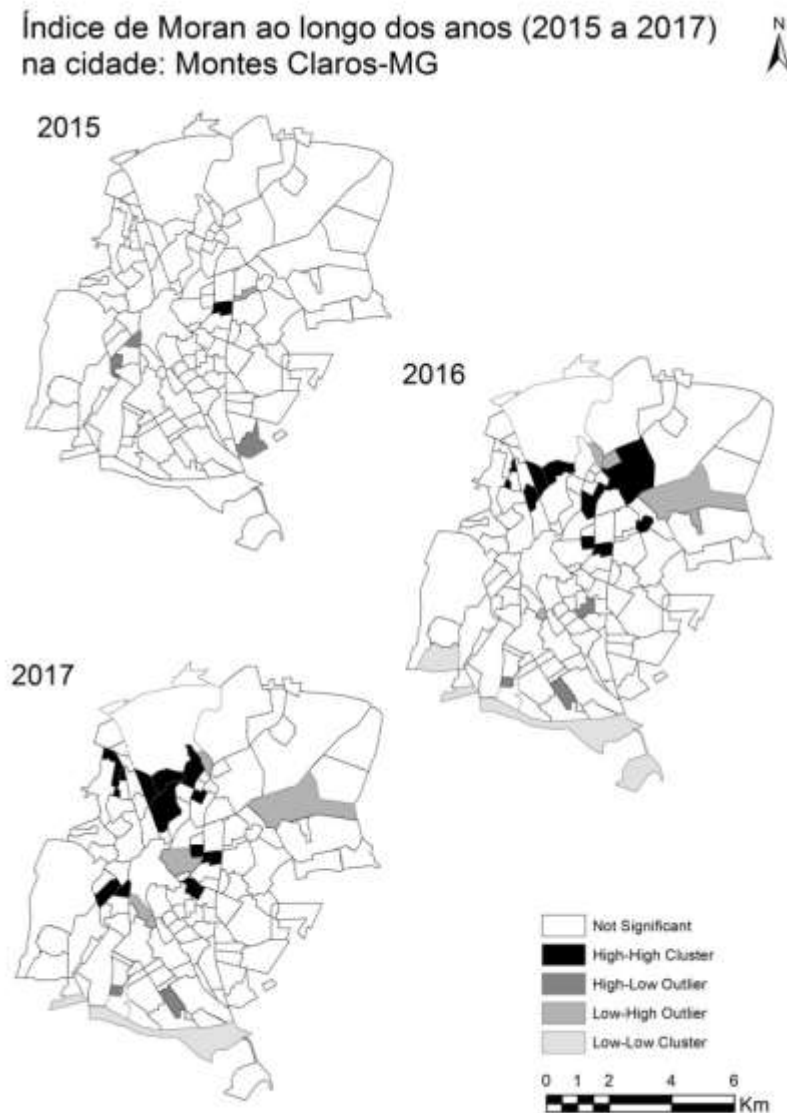 Índice de Moran ao longo dos anos (2015 a 2017)
na cidade: Montes Claros-MG
N
2015
2016
2017
Not Significant
High-High Cluster
High-Low Outlier
Low-High Outlier
Low-Low Cluster
0 1 2 4 6
Km